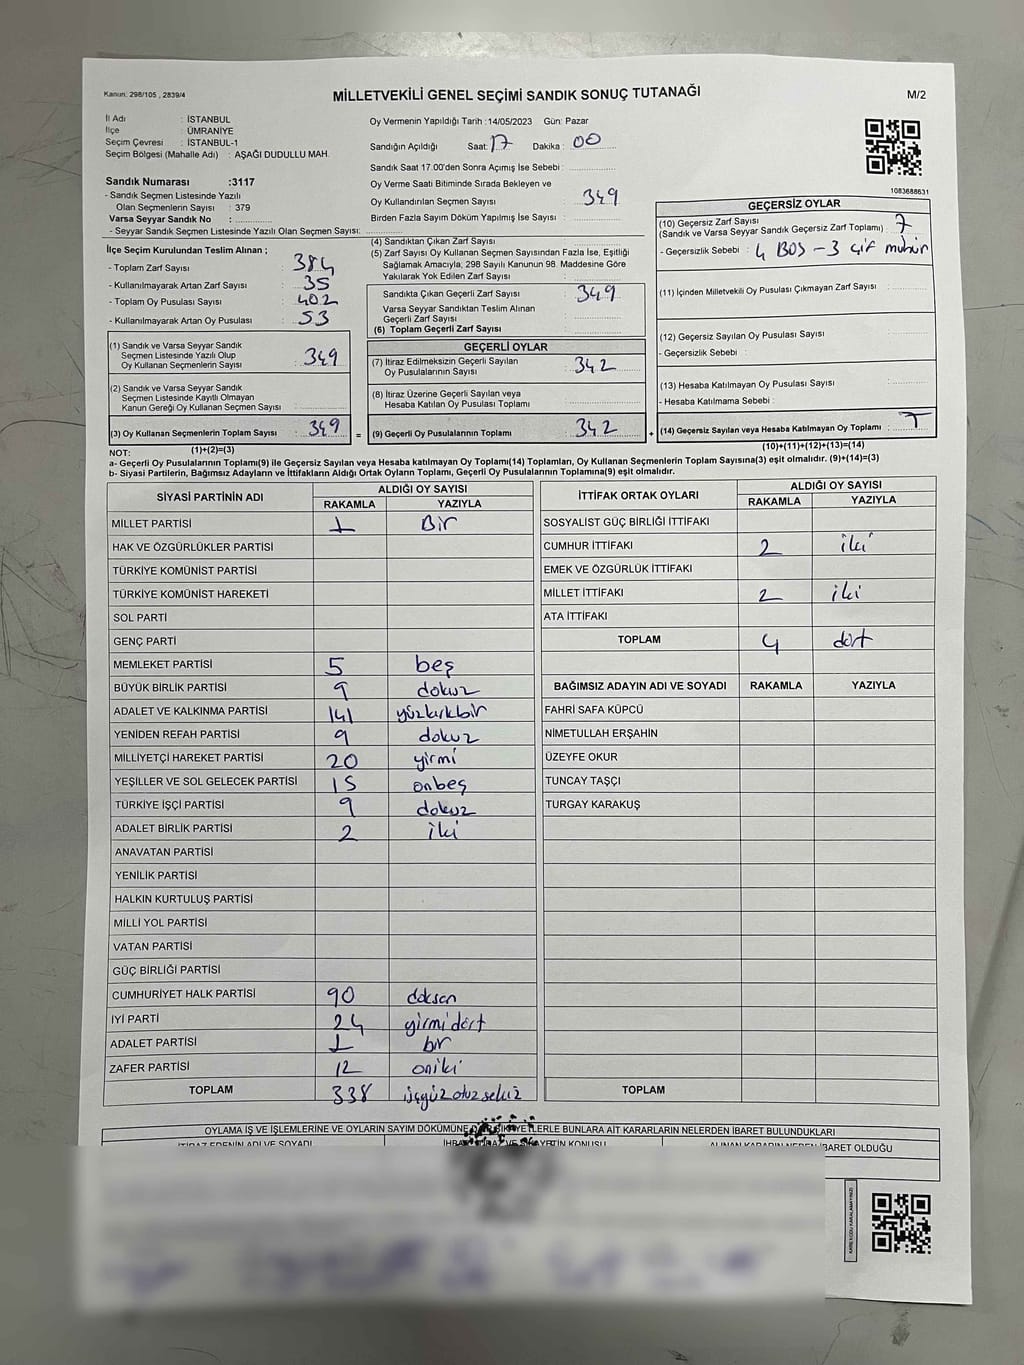 Kanun: 298/105 , 2839/4
MİLLETVEKİLİ GENEL SEÇİMİ SANDIK SONUÇ TUTANAĞI
M/2
İl Adı : İSTANBUL
İlçe : ÜMRANİYE
Seçim Çevresi : İSTANBUL-1
Seçim Bölgesi (Mahalle Adı) : AŞAĞI DUDULLU MAH.
Sandık Numarası :3117
- Sandık Seçmen Listesinde Yazılı
Olan Seçmenlerin Sayısı : 379
Varsa Seyyar Sandık No :
- Seyyar Sandık Seçmen Listesinde Yazılı Olan Seçmen Sayısı:
Oy Vermenin Yapıldığı Tarih :14/05/2023 Gün: Pazar
Sandığın Açıldığı Saat: 17 Dakika : 00
Sandık Saat 17.00'den Sonra Açımış İse Sebebi :
Oy Verme Saati Bitiminde Sırada Bekleyen ve
Oy Kullandırılan Seçmen Sayısı : 349
Birden Fazla Sayım Döküm Yapılmış İse Sayısı :
1083688631
İlçe Seçim Kurulundan Teslim Alınan ;
- Toplam Zarf Sayısı : 384
- Kullanılmayarak Artan Zarf Sayısı : 35
- Toplam Oy Pusulası Sayısı : 402
- Kullanılmayarak Artan Oy Pusulası : 53
(1) Sandık ve Varsa Seyyar Sandık
Seçmen Listesinde Yazılı Olup
Oy Kullanan Seçmenlerin Sayısı : 349
(2) Sandık ve Varsa Seyyar Sandık
Seçmen Listesinde Kayıtlı Olmayan
Kanun Gereği Oy Kullanan Seçmen Sayısı :
(3) Oy Kullanan Seçmenlerin Toplam Sayısı : 349
(1)+(2)=(3)
(4) Sandıktan Çıkan Zarf Sayısı :
(5) Zarf Sayısı Oy Kullanan Seçmen Sayısından Fazla İse, Eşitliği
Sağlamak Amacıyla; 298 Sayılı Kanunun 98. Maddesine Göre
Yakılarak Yok Edilen Zarf Sayısı :
Sandıkta Çıkan Geçerli Zarf Sayısı : 349
Varsa Seyyar Sandıktan Teslim Alınan
Geçerli Zarf Sayısı :
(6) Toplam Geçerli Zarf Sayısı :
GEÇERLİ OYLAR
(7) İtiraz Edilmeksizin Geçerli Sayılan
Oy Pusulalarının Sayısı : 342
(8) İtiraz Üzerine Geçerli Sayılan veya
Hesaba Katılan Oy Pusulası Toplamı :
= (9) Geçerli Oy Pusulalarının Toplamı : 342 +
GEÇERSİZ OYLAR
(10) Geçersiz Zarf Sayısı
(Sandık ve Varsa Seyyar Sandık Geçersiz Zarf Toplamı) : 7
- Geçersizlik Sebebi : 4 BOS - 3 çif mühür
(11) İçinden Milletvekili Oy Pusulası Çıkmayan Zarf Sayısı :
(12) Geçersiz Sayılan Oy Pusulası Sayısı :
- Geçersizlik Sebebi :
(13) Hesaba Katılmayan Oy Pusulası Sayısı :
- Hesaba Katılmama Sebebi :
(14) Geçersiz Sayılan veya Hesaba Katılmayan Oy Toplamı : 7
(10)+(11)+(12)+(13)=(14)
NOT:
a- Geçerli Oy Pusulalarının Toplamı(9) ile Geçersiz Sayılan veya Hesaba katılmayan Oy Toplamı(14) Toplamları, Oy Kullanan Seçmenlerin Toplam Sayısına(3) eşit olmalıdır. (9)+(14)=(3)
b- Siyasi Partilerin, Bağımsız Adayların ve İttifakların Aldığı Ortak Oyların Toplamı, Geçerli Oy Pusulalarının Toplamına(9) eşit olmalıdır.
SİYASİ PARTİNİN ADI ALDIĞI OY SAYISI
RAKAMLA YAZIYLA
MİLLET PARTİSİ 1 Bir
HAK VE ÖZGÜRLÜKLER PARTİSİ
TÜRKİYE KOMÜNİST PARTİSİ
TÜRKİYE KOMÜNİST HAREKETİ
SOL PARTİ
GENÇ PARTİ
MEMLEKET PARTİSİ 5 beş
BÜYÜK BİRLİK PARTİSİ 9 dokuz
ADALET VE KALKINMA PARTİSİ 141 yüzkırkbir
YENİDEN REFAH PARTİSİ 9 dokuz
MİLLİYETÇİ HAREKET PARTİSİ 20 yirmi
YEŞİLLER VE SOL GELECEK PARTİSİ 15 onbeş
TÜRKİYE İŞÇİ PARTİSİ 9 dokuz
ADALET BİRLİK PARTİSİ 2 iki
ANAVATAN PARTİSİ
YENİLİK PARTİSİ
HALKIN KURTULUŞ PARTİSİ
MİLLİ YOL PARTİSİ
VATAN PARTİSİ
GÜÇ BİRLİĞİ PARTİSİ
CUMHURİYET HALK PARTİSİ 90 doksan
İYİ PARTİ 24 yirmidört
ADALET PARTİSİ 1 bir
ZAFER PARTİSİ 12 oniki
TOPLAM 338 üçyüzotuzsekiz
İTTİFAK ORTAK OYLARI ALDIĞI OY SAYISI
RAKAMLA YAZIYLA
SOSYALİST GÜÇ BİRLİĞİ İTTİFAKI
CUMHUR İTTİFAKI 2 iki
EMEK VE ÖZGÜRLÜK İTTİFAKI
MİLLET İTTİFAKI 2 iki
ATA İTTİFAKI
TOPLAM 4 dört
BAĞIMSIZ ADAYIN ADI VE SOYADI RAKAMLA YAZIYLA
FAHRİ SAFA KÜPCÜ
NİMETULLAH ERŞAHİN
ÜZEYFE OKUR
TUNCAY TAŞÇI
TURGAY KARAKUŞ
TOPLAM
OYLAMA İŞ VE İŞLEMLERİNE VE OYLARIN SAYIM DÖKÜMÜNE ŞİKAYETLERLE BUNLARA AİT KARARLARIN NELERDEN İBARET BULUNDUKLARI
İTİRAZ EDENİN ADI VE SOYADI VE ŞİKAYETİN KONUSU ALINAN KARARIN NEDEN İBARET OLDUĞU